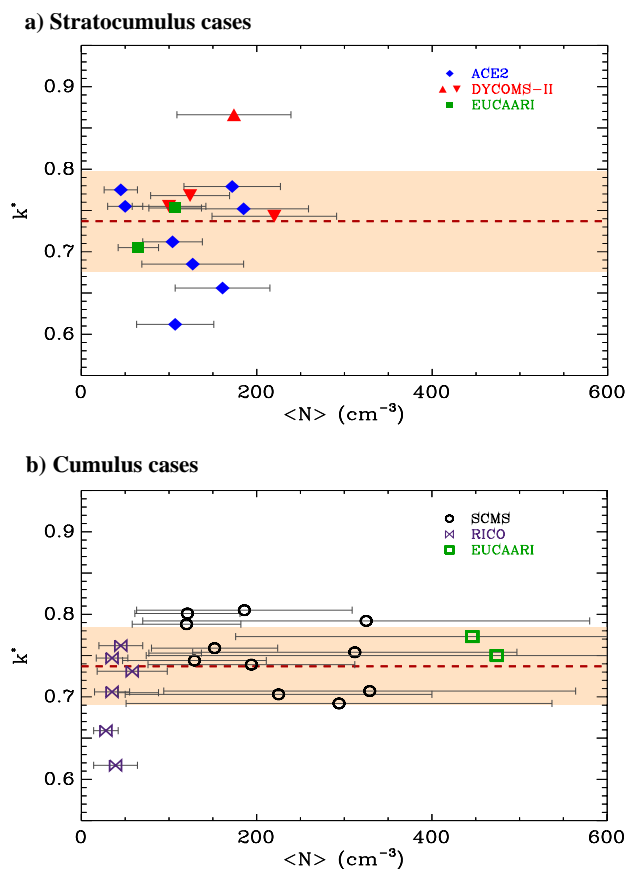 a) Stratocumulus cases
0.9
0.8
0.7
0.6
k*
ACE2
DYCOMS-II
EUCAARI
0 200 400 600
<N> (cm⁻³)
b) Cumulus cases
0.9
0.8
0.7
0.6
k*
SCMS
RICO
EUCAARI
0 200 400 600
<N> (cm⁻³)